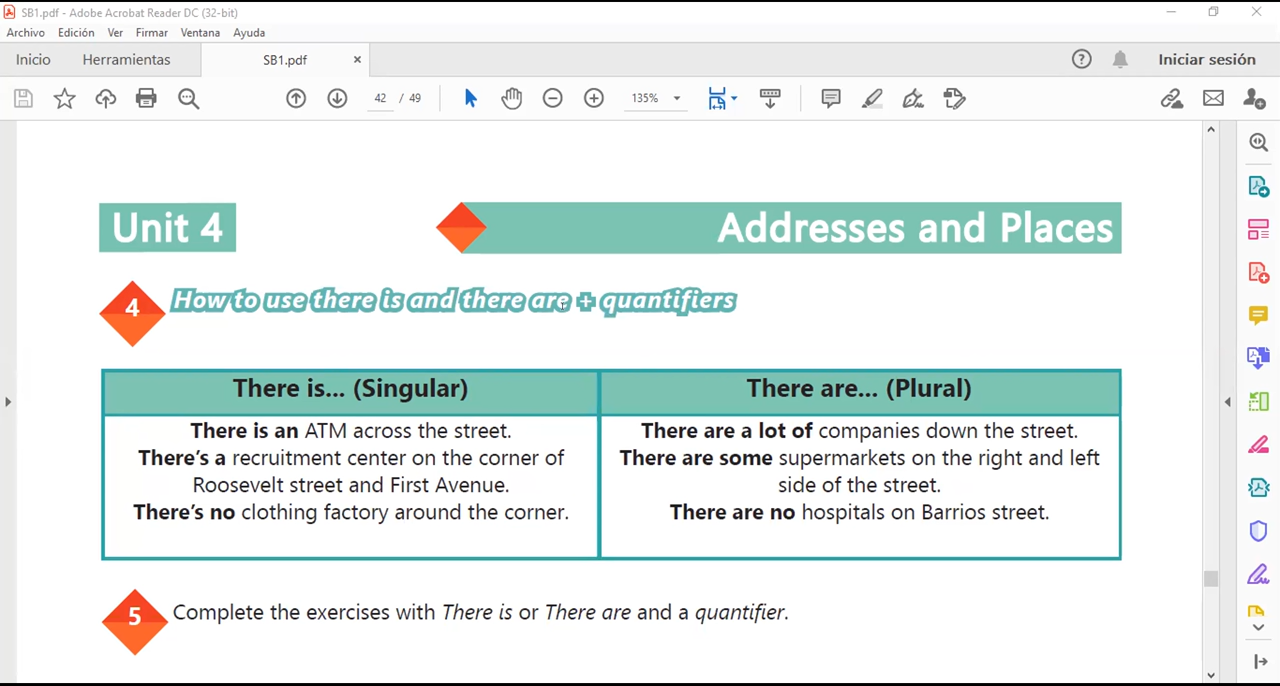 SB1.pdf - Adobe Acrobat Reader DC (32-bit)
Archivo Edición Ver Firmar Ventana Ayuda
Inicio Herramientas SB1.pdf × Iniciar sesión
42 / 49 135%
Unit 4 Addresses and Places
4 How to use there is and there are + quantifiers
There is... (Singular) There are... (Plural)
There is an ATM across the street. There are a lot of companies down the street.
There's a recruitment center on the corner of There are some supermarkets on the right and left
Roosevelt street and First Avenue. side of the street.
There's no clothing factory around the corner. There are no hospitals on Barrios street.
5 Complete the exercises with There is or There are and a quantifier.